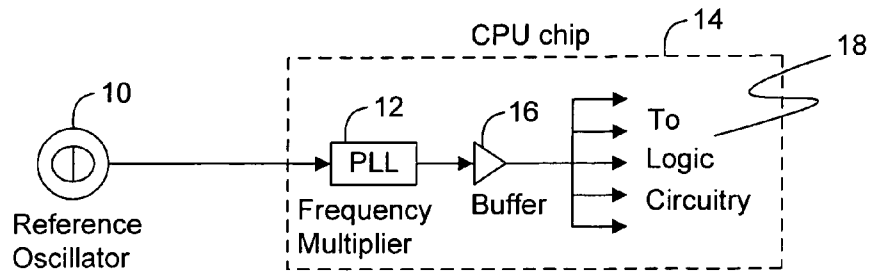 CPU chip
14
18
10
12
16
PLL
To
Logic
Circuitry
Reference
Oscillator
Frequency
Multiplier
Buffer